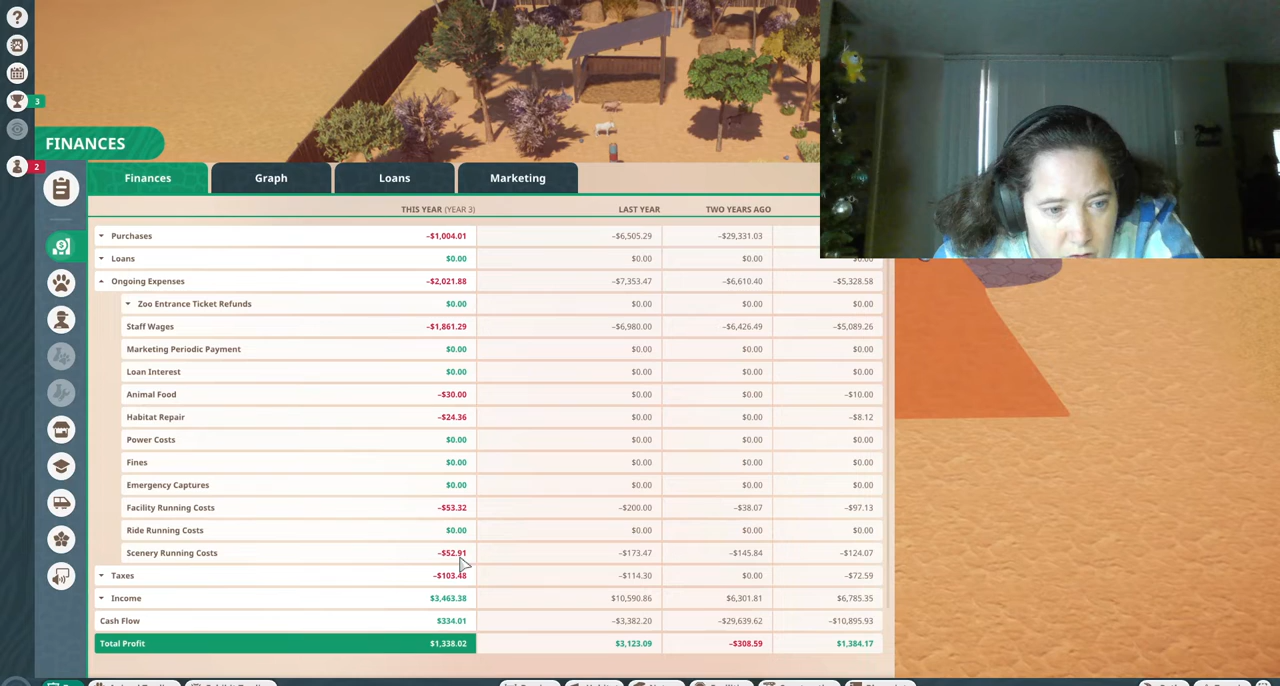 ?
3
FINANCES
2
Finances Graph Loans Marketing
THIS YEAR (YEAR 3) LAST YEAR TWO YEARS AGO
Purchases –$1,004.01 –$6,505.29 –$29,331.03
Loans $0.00 $0.00 $0.00 $0.00
Ongoing Expenses –$2,021.88 –$7,353.47 –$6,610.40 –$5,328.58
Zoo Entrance Ticket Refunds $0.00 $0.00 $0.00 $0.00
Staff Wages –$1,861.29 –$6,980.00 –$6,426.49 –$5,089.26
Marketing Periodic Payment $0.00 $0.00 $0.00 $0.00
Loan Interest $0.00 $0.00 $0.00 $0.00
Animal Food –$30.00 $0.00 $0.00 –$10.00
Habitat Repair –$24.36 $0.00 $0.00 –$8.12
Power Costs $0.00 $0.00 $0.00 $0.00
Fines $0.00 $0.00 $0.00 $0.00
Emergency Captures $0.00 $0.00 $0.00 $0.00
Facility Running Costs –$53.32 –$200.00 –$38.07 –$97.13
Ride Running Costs $0.00 $0.00 $0.00 $0.00
Scenery Running Costs –$52.91 –$173.47 –$145.84 –$124.07
Taxes –$103.48 –$114.30 $0.00 –$72.59
Income $3,463.38 $10,590.86 $6,301.81 $6,785.35
Cash Flow $334.01 –$3,382.20 –$29,639.62 –$10,895.93
Total Profit $1,338.02 $3,123.09 –$308.59 $1,384.17